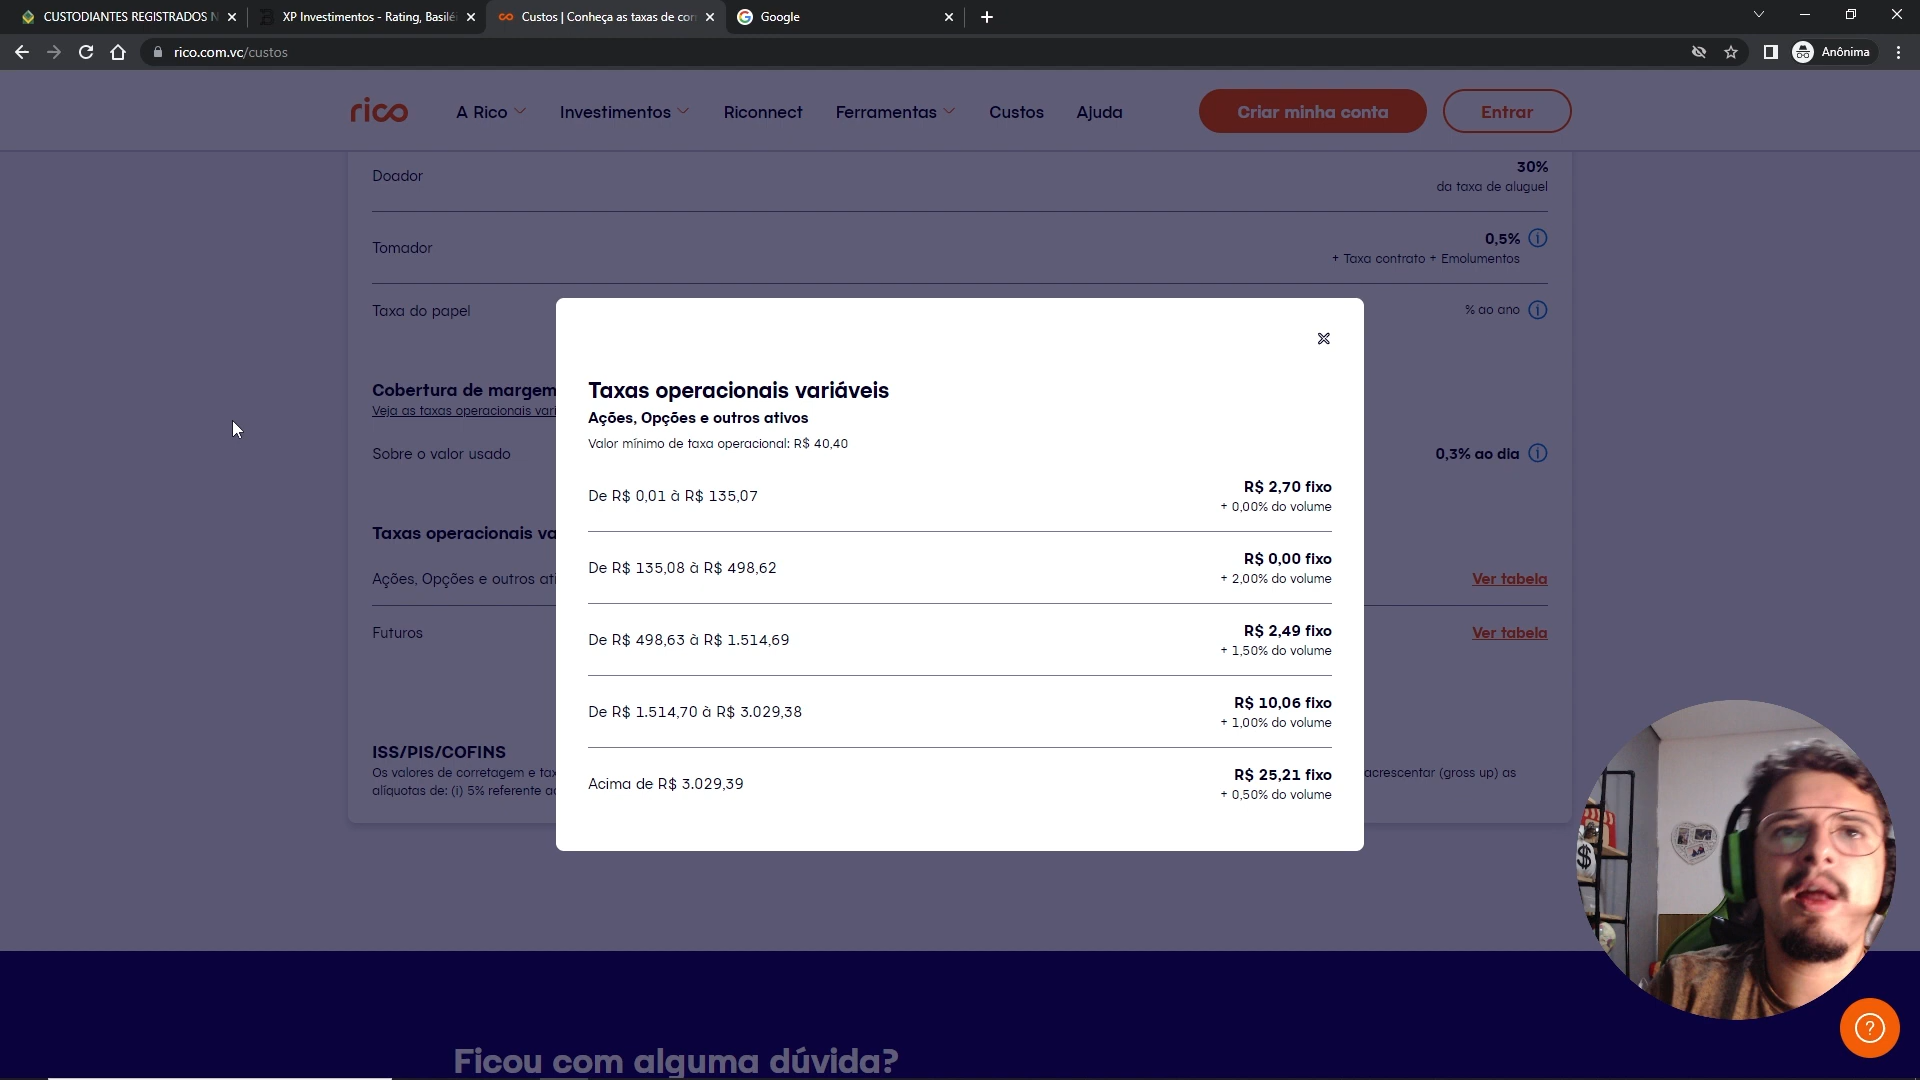 CUSTODIANTES REGISTRADOS N
XP Investimentos - Rating, Basilé
Custos | Conheça as taxas de cor
Google
rico.com.vc/custos
Anônima
rico
A Rico
Investimentos
Riconnect
Ferramentas
Custos
Ajuda
Criar minha conta
Entrar
Doador
30%
da taxa de aluguel
Tomador
0,5%
+ Taxa contrato + Emolumentos
Taxa do papel
% ao ano
Cobertura de margem
Veja as taxas operacionais vari
Sobre o valor usado
0,3% ao dia
Taxas operacionais va
Ações, Opções e outros ati
Ver tabela
Futuros
Ver tabela
ISS/PIS/COFINS
Os valores de corretagem e tax
acrescentar (gross up) as
alíquotas de: (i) 5% referente ao
Taxas operacionais variáveis
Ações, Opções e outros ativos
Valor mínimo de taxa operacional: R$ 40,40
De R$ 0,01 à R$ 135,07
R$ 2,70 fixo
+ 0,00% do volume
De R$ 135,08 à R$ 498,62
R$ 0,00 fixo
+ 2,00% do volume
De R$ 498,63 à R$ 1.514,69
R$ 2,49 fixo
+ 1,50% do volume
De R$ 1.514,70 à R$ 3.029,38
R$ 10,06 fixo
+ 1,00% do volume
Acima de R$ 3.029,39
R$ 25,21 fixo
+ 0,50% do volume
$
?
Ficou com alguma dúvida?